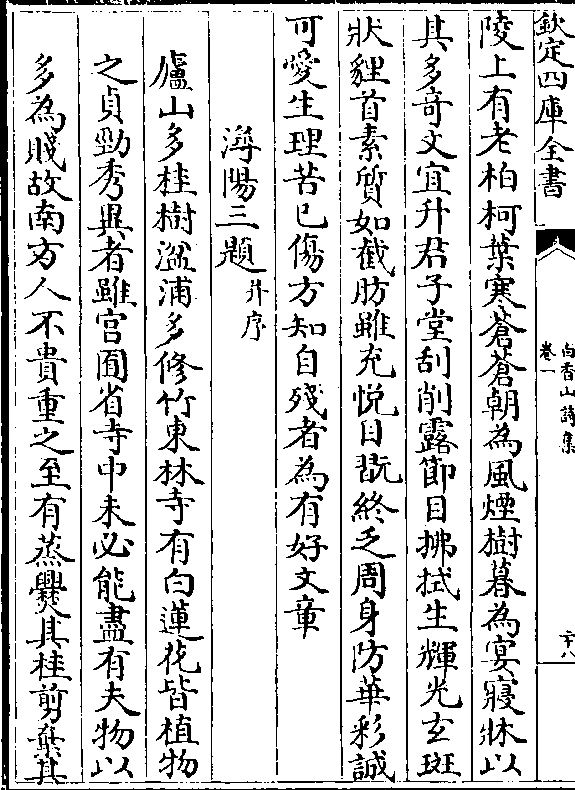 欽定四庫全書
白香山詩集
卷一
二十八
陵上有老柏柯葉寒蒼蒼朝為風煙樹暮為宴寢牀以
其多奇文宜升君子堂刮削露節目拂拭生輝光玄斑
狀貍首素質如截肪雖充悅目翫終乏周身防華彩誠
可愛生理苦已傷方知自殘者為有好文章
潯陽三題并序
廬山多桂樹湓浦多修竹東林寺有白蓮花皆植物
之貞勁秀異者雖宮囿省寺中未必能盡有夫物以
多為賤故南方人不貴重之至有蒸爨其桂剪棄其